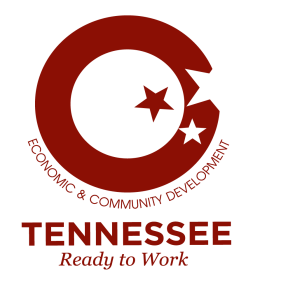 ECONOMIC & COMMUNITY DEVELOPMENT
TENNESSEE
Ready to Work